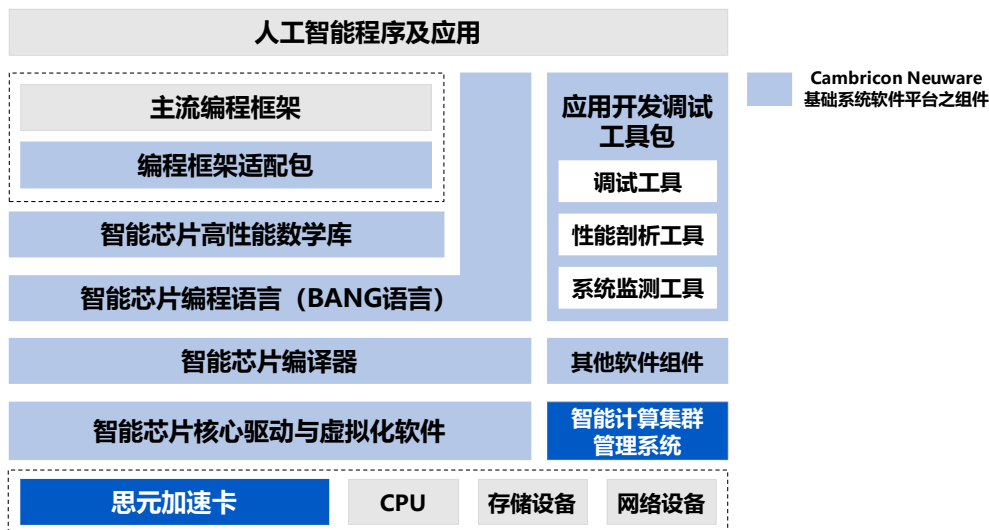 人工智能程序及应用
主流编程框架
编程框架适配包
智能芯片高性能数学库
智能芯片编程语言（BANG语言）
智能芯片编译器
智能芯片核心驱动与虚拟化软件
应用开发调试
工具包
调试工具
性能剖析工具
系统监测工具
其他软件组件
智能计算集群
管理系统
思元加速卡
CPU
存储设备
网络设备
Cambricon Neuware
基础系统软件平台之组件